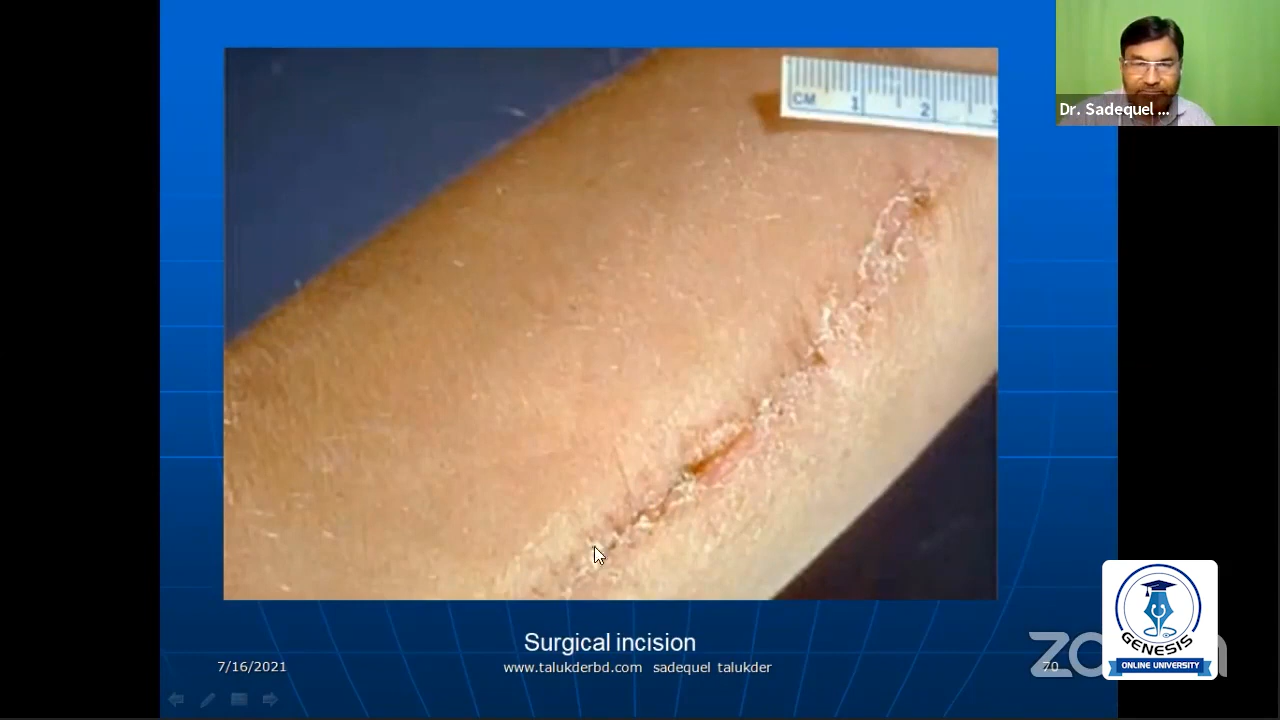 CM 1 2
Dr. Sadequel ...
Surgical incision
7/16/2021
www.talukderbd.com sadequel talukder
70
GENESIS
ONLINE UNIVERSITY